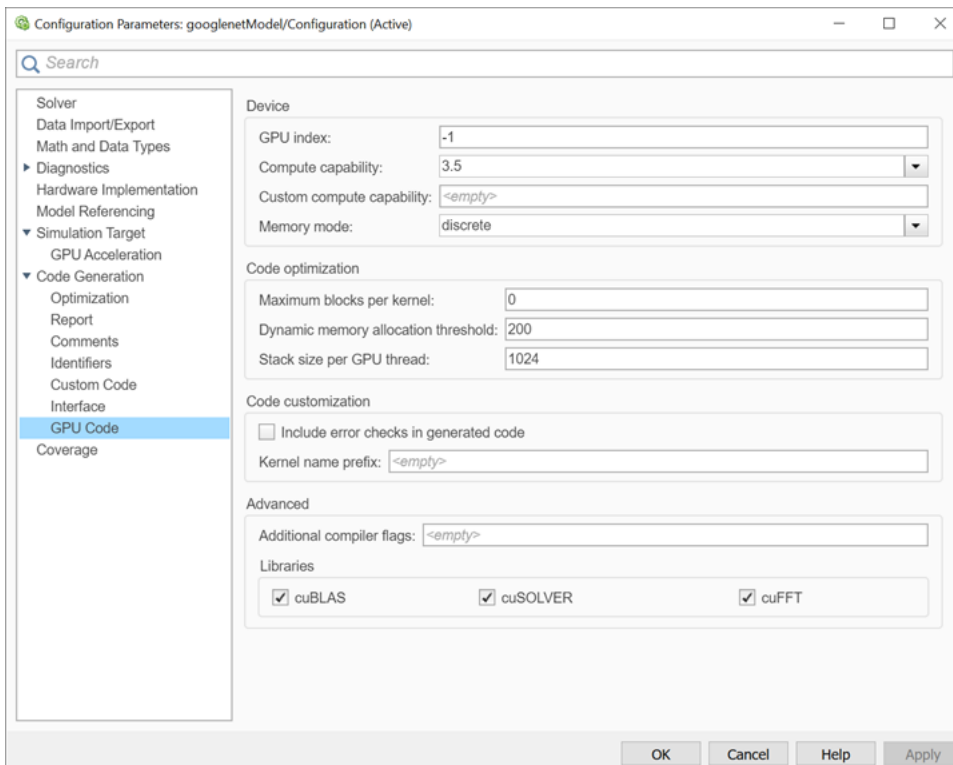 Configuration Parameters: googlenetModel/Configuration (Active)
Search
Solver
Data Import/Export
Math and Data Types
Diagnostics
Hardware Implementation
Model Referencing
Simulation Target
GPU Acceleration
Code Generation
Optimization
Report
Comments
Identifiers
Custom Code
Interface
GPU Code
Coverage
Device
GPU index: -1
Compute capability: 3.5
Custom compute capability: <empty>
Memory mode: discrete
Code optimization
Maximum blocks per kernel: 0
Dynamic memory allocation threshold: 200
Stack size per GPU thread: 1024
Code customization
Include error checks in generated code
Kernel name prefix: <empty>
Advanced
Additional compiler flags: <empty>
Libraries
cuBLAS cuSOLVER cuFFT
OK Cancel Help Apply